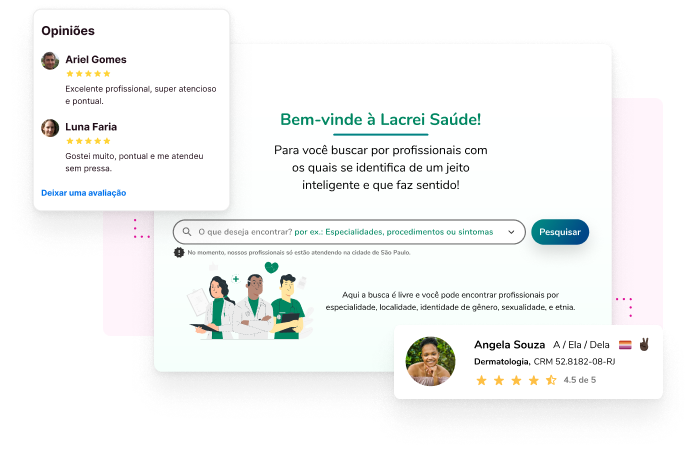 Opiniões
Ariel Gomes
Excelente profissional, super atencioso
e pontual.
Luna Faria
Gostei muito, pontual e me atendeu
sem pressa.
Deixar uma avaliação
Bem-vinde à Lacrei Saúde!
Para você buscar por profissionais com
os quais se identifica de um jeito
inteligente e que faz sentido!
O que deseja encontrar? por ex.: Especialidades, procedimentos ou sintomas
Pesquisar
No momento, nossos profissionais só estão atendendo na cidade de São Paulo.
Aqui a busca é livre e você pode encontrar profissionais por
especialidade, localidade, identidade de gênero, sexualidade, e etnia.
Angela Souza A / Ela / Dela
Dermatologia, CRM 52.8182-08-RJ
4.5 de 5